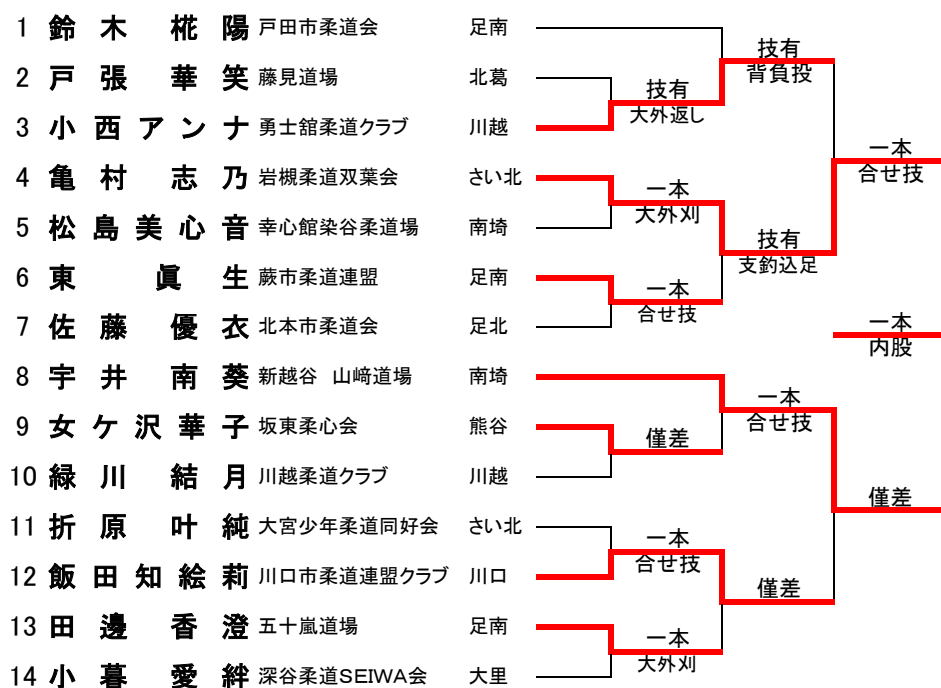 1 鈴木 椛陽 戸田市柔道会 足南
2 戸張 華笑 藤見道場 北葛
3 小西アンナ 勇士舘柔道クラブ 川越
4 亀村 志乃 岩槻柔道双葉会 さい北
5 松島美心音 幸心館染谷柔道場 南埼
6 東 眞生 蕨市柔道連盟 足南
7 佐藤 優衣 北本市柔道会 足北
8 宇井 南葵 新越谷 山﨑道場 南埼
9 女ケ沢華子 坂東柔心会 熊谷
10 緑川 結月 川越柔道クラブ 川越
11 折原 叶純 大宮少年柔道同好会 さい北
12 飯田知絵莉 川口市柔道連盟クラブ 川口
13 田邊 香澄 五十嵐道場 足南
14 小暮 愛絆 深谷柔道SEIWA会 大里
技有
大外返し
一本
大外刈
一本
合せ技
僅差
一本
合せ技
一本
大外刈
技有
背負投
技有
支釣込足
一本
合せ技
僅差
一本
合せ技
僅差
一本
内股